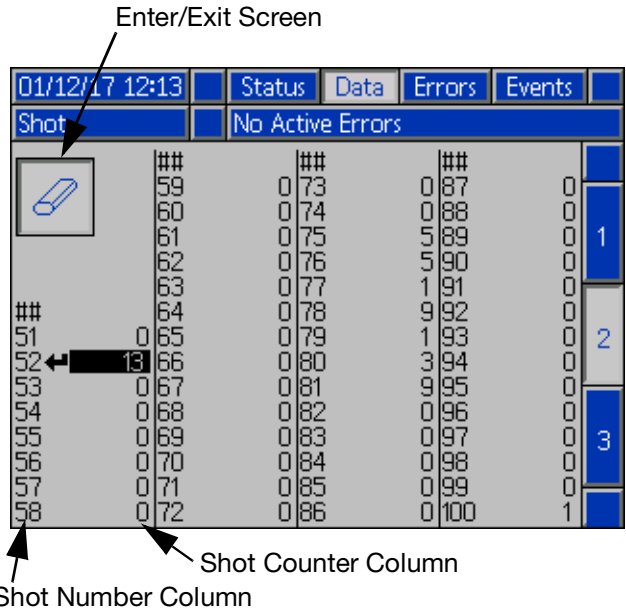 Enter/Exit Screen
01/12/17 12:13 Status Data Errors Events
Shot No Active Errors
## ## ##
59 0 73 0 87 0
60 0 74 0 88 0
61 0 75 5 89 0 1
62 0 76 5 90 0
63 0 77 1 91 0
## 64 0 78 9 92 0
51 0 65 0 79 1 93 0 2
52 13 66 0 80 3 94 0
53 0 67 0 81 9 95 0
54 0 68 0 82 0 96 0
55 0 69 0 83 0 97 0 3
56 0 70 0 84 0 98 0
57 0 71 0 85 0 99 0
58 0 72 0 86 0 100 1
Shot Counter Column
Shot Number Column